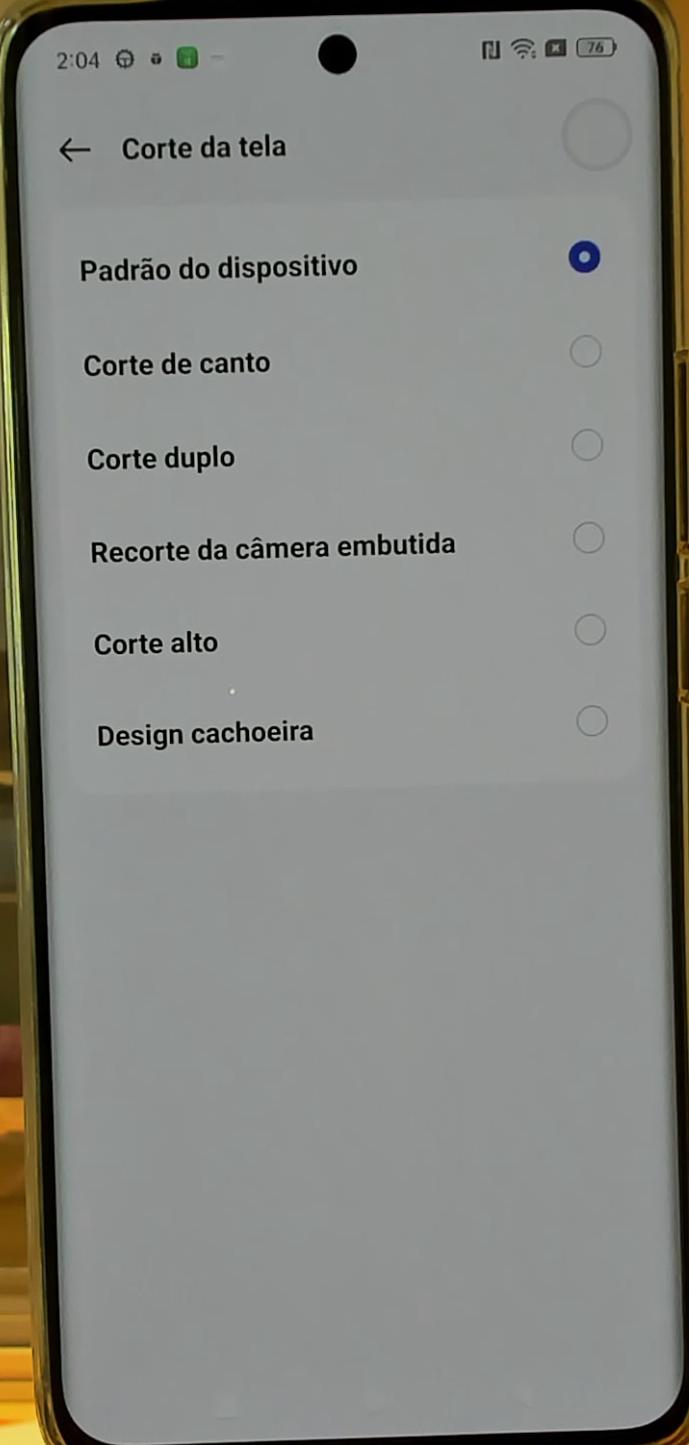 2:04
76
Corte da tela
Padrão do dispositivo
Corte de canto
Corte duplo
Recorte da câmera embutida
Corte alto
Design cachoeira